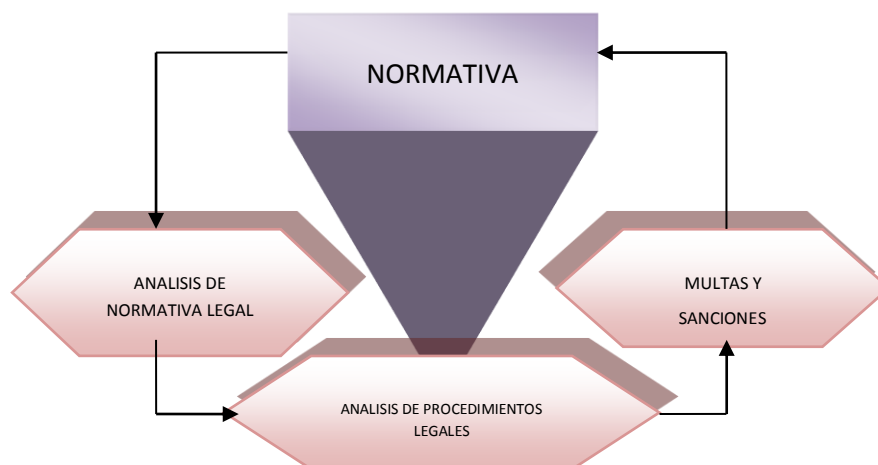 NORMATIVA
ANALISIS DE
NORMATIVA LEGAL
MULTAS Y
SANCIONES
ANALISIS DE PROCEDIMIENTOS
LEGALES